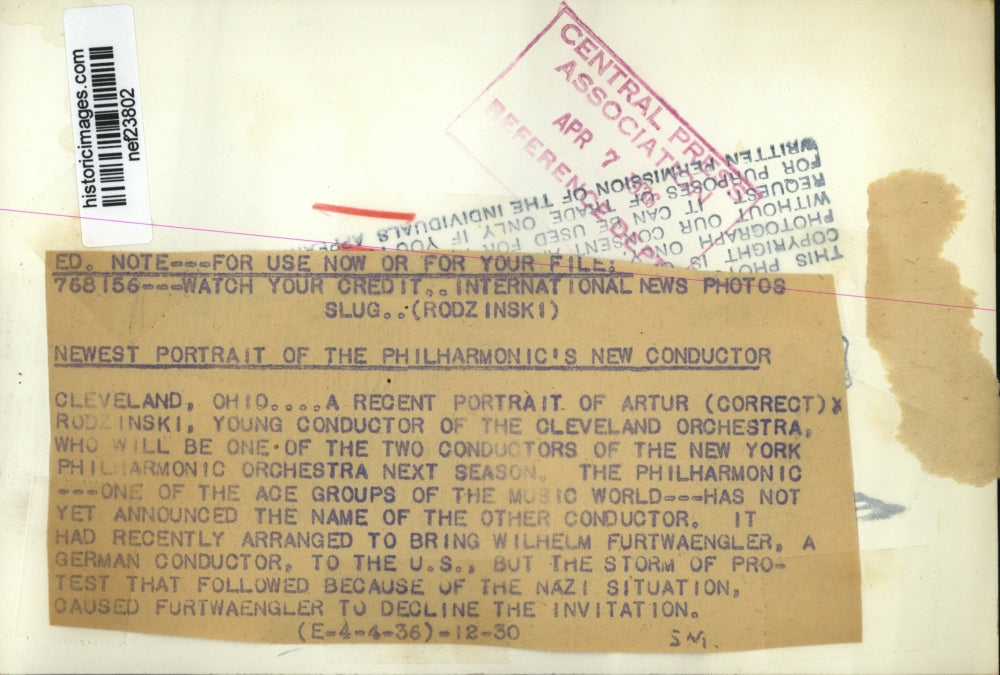 historicimages.com
nef23802
CENTRAL PRESS
ASSOCIATION
APR 7
REFERENCE DEPT
THIS
COPYRIGHT
PHOTOGRAPH IS
WITHOUT OUR
REQUEST IT CAN
FOR PURPOSES OF TRADE ONLY IF YOU
WRITTEN PERMISSION OF THE INDIVIDUALS
ED. NOTE---FOR USE NOW OR FOR YOUR FILE:
768156---WATCH YOUR CREDIT.. INTERNATIONAL NEWS PHOTOS
SLUG..(RODZINSKI)
NEWEST PORTRAIT OF THE PHILHARMONIC'S NEW CONDUCTOR
CLEVELAND, OHIO....A RECENT PORTRAIT OF ARTUR (CORRECT)X
RODZINSKI, YOUNG CONDUCTOR OF THE CLEVELAND ORCHESTRA,
WHO WILL BE ONE OF THE TWO CONDUCTORS OF THE NEW YORK
PHILHARMONIC ORCHESTRA NEXT SEASON. THE PHILHARMONIC
---ONE OF THE ACE GROUPS OF THE MUSIC WORLD---HAS NOT
YET ANNOUNCED THE NAME OF THE OTHER CONDUCTOR. IT
HAD RECENTLY ARRANGED TO BRING WILHELM FURTWAENGLER, A
GERMAN CONDUCTOR, TO THE U.S., BUT THE STORM OF PRO-
TEST THAT FOLLOWED BECAUSE OF THE NAZI SITUATION,
CAUSED FURTWAENGLER TO DECLINE THE INVITATION.
(E-4-4-36)-12-30